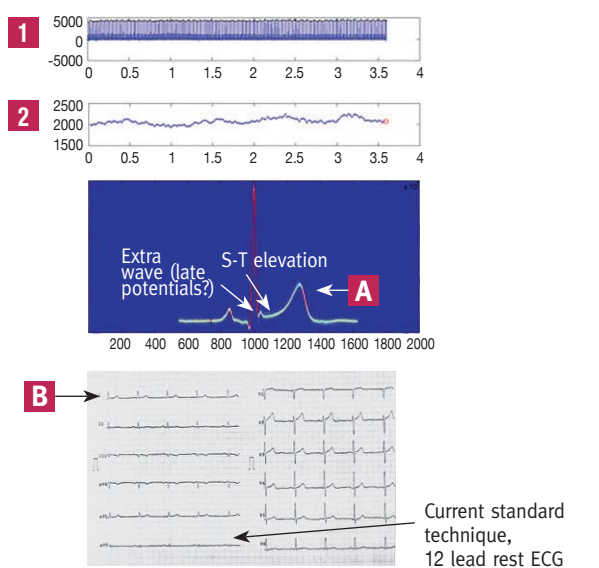 1
5000
0
-5000
0 0.5 1 1.5 2 2.5 3 3.5 4
2
2500
2000
1500
0 0.5 1 1.5 2 2.5 3 3.5 4
Extra
wave (late
potentials?)
S-T elevation
A
200 400 600 800 1000 1200 1400 1600 1800 2000
B
II
III
Current standard
technique,
12 lead rest ECG